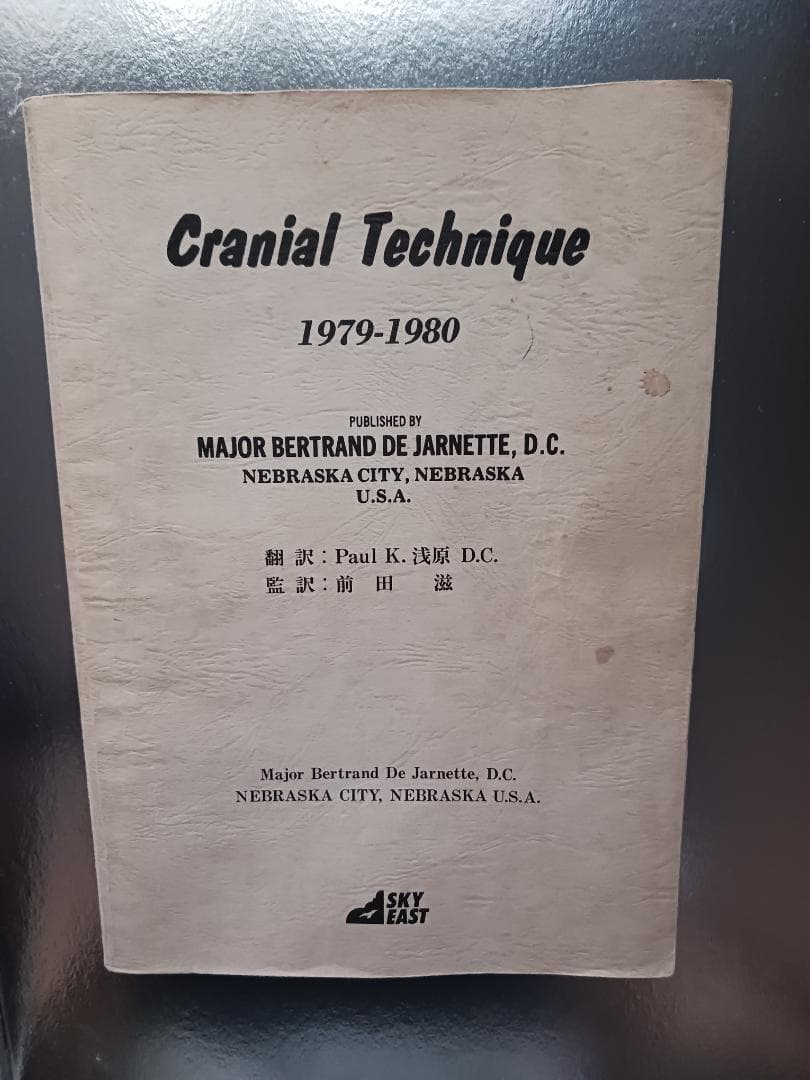 Cranial Technique
1979-1980
PUBLISHED BY
MAJOR BERTRAND DE JARNETTE, D.C.
NEBRASKA CITY, NEBRASKA
U.S.A.
翻 訳 : Paul K. 浅原 D.C.
監 訳 : 前 田 滋
Major Bertrand De Jarnette, D.C.
NEBRASKA CITY, NEBRASKA U.S.A.
SKY
EAST